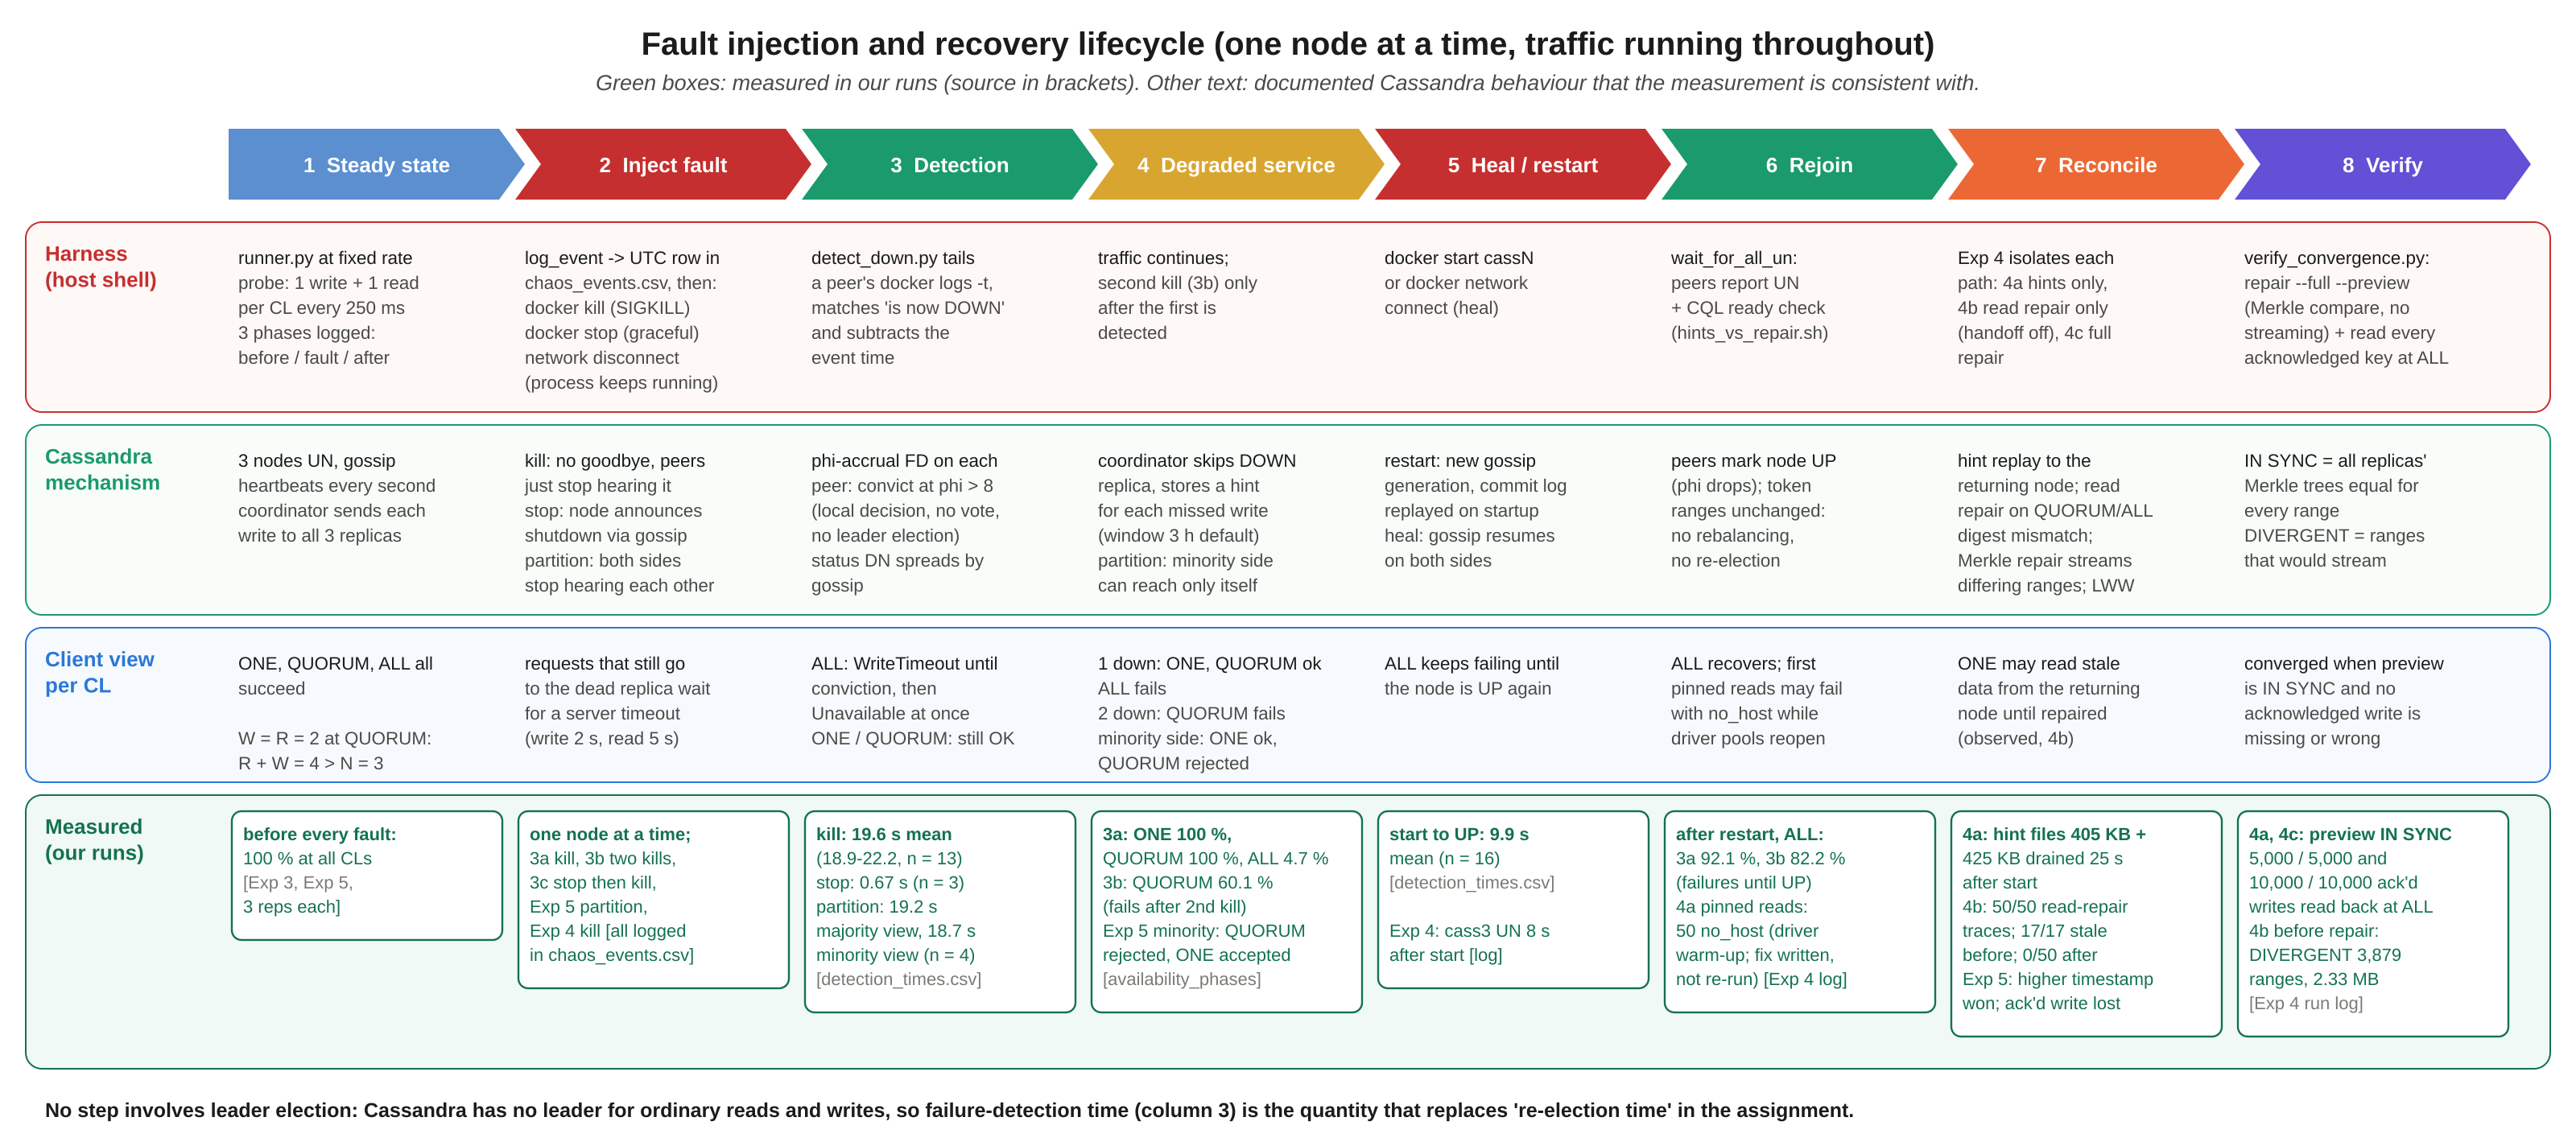 Fault injection and recovery lifecycle (one node at a time, traffic running throughout)
Green boxes: measured in our runs (source in brackets). Other text: documented Cassandra behaviour that the measurement is consistent with.
1 Steady state
2 Inject fault
3 Detection
4 Degraded service
5 Heal / restart
6 Rejoin
7 Reconcile
8 Verify
Harness
(host shell)
runner.py at fixed rate
probe: 1 write + 1 read
per CL every 250 ms
3 phases logged:
before / fault / after
log_event -> UTC row in
chaos_events.csv, then:
docker kill (SIGKILL)
docker stop (graceful)
network disconnect
(process keeps running)
detect_down.py tails
a peer's docker logs -t,
matches 'is now DOWN'
and subtracts the
event time
traffic continues;
second kill (3b) only
after the first is
detected
docker start cassN
or docker network
connect (heal)
wait_for_all_un:
peers report UN
+ CQL ready check
(hints_vs_repair.sh)
Exp 4 isolates each
path: 4a hints only,
4b read repair only
(handoff off), 4c full
repair
verify_convergence.py:
repair --full --preview
(Merkle compare, no
streaming) + read every
acknowledged key at ALL
Cassandra
mechanism
3 nodes UN, gossip
heartbeats every second
coordinator sends each
write to all 3 replicas
kill: no goodbye, peers
just stop hearing it
stop: node announces
shutdown via gossip
partition: both sides
stop hearing each other
phi-accrual FD on each
peer: convict at phi > 8
(local decision, no vote,
no leader election)
status DN spreads by
gossip
coordinator skips DOWN
replica, stores a hint
for each missed write
(window 3 h default)
partition: minority side
can reach only itself
restart: new gossip
generation, commit log
replayed on startup
heal: gossip resumes
on both sides
peers mark node UP
(phi drops); token
ranges unchanged:
no rebalancing,
no re-election
hint replay to the
returning node; read
repair on QUORUM/ALL
digest mismatch;
Merkle repair streams
differing ranges; LWW
IN SYNC = all replicas'
Merkle trees equal for
every range
DIVERGENT = ranges
that would stream
Client view
per CL
ONE, QUORUM, ALL all
succeed
W = R = 2 at QUORUM:
R + W = 4 > N = 3
requests that still go
to the dead replica wait
for a server timeout
(write 2 s, read 5 s)
ALL: WriteTimeout until
conviction, then
Unavailable at once
ONE / QUORUM: still OK
1 down: ONE, QUORUM ok
ALL fails
2 down: QUORUM fails
minority side: ONE ok,
QUORUM rejected
ALL keeps failing until
the node is UP again
ALL recovers; first
pinned reads may fail
with no_host while
driver pools reopen
ONE may read stale
data from the returning
node until repaired
(observed, 4b)
converged when preview
is IN SYNC and no
acknowledged write is
missing or wrong
Measured
(our runs)
before every fault:
100 % at all CLs
[Exp 3, Exp 5,
3 reps each]
one node at a time;
3a kill, 3b two kills,
3c stop then kill,
Exp 5 partition,
Exp 4 kill [all logged
in chaos_events.csv]
kill: 19.6 s mean
(18.9-22.2, n = 13)
stop: 0.67 s (n = 3)
partition: 19.2 s
majority view, 18.7 s
minority view (n = 4)
[detection_times.csv]
3a: ONE 100 %,
QUORUM 100 %, ALL 4.7 %
3b: QUORUM 60.1 %
(fails after 2nd kill)
Exp 5 minority: QUORUM
rejected, ONE accepted
[availability_phases]
start to UP: 9.9 s
mean (n = 16)
[detection_times.csv]
Exp 4: cass3 UN 8 s
after start [log]
after restart, ALL:
3a 92.1 %, 3b 82.2 %
(failures until UP)
4a pinned reads:
50 no_host (driver
warm-up; fix written,
not re-run) [Exp 4 log]
4a: hint files 405 KB +
425 KB drained 25 s
after start
4b: 50/50 read-repair
traces; 17/17 stale
before; 0/50 after
Exp 5: higher timestamp
won; ack'd write lost
4a, 4c: preview IN SYNC
5,000 / 5,000 and
10,000 / 10,000 ack'd
writes read back at ALL
4b before repair:
DIVERGENT 3,879
ranges, 2.33 MB
[Exp 4 run log]
No step involves leader election: Cassandra has no leader for ordinary reads and writes, so failure-detection time (column 3) is the quantity that replaces 're-election time' in the assignment.